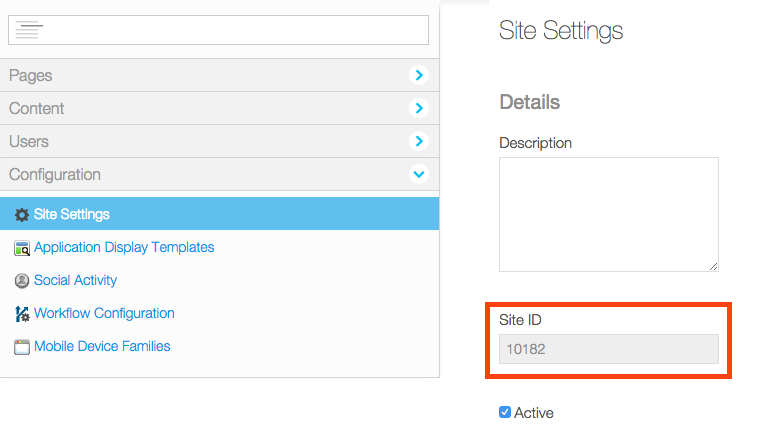 Pages
Content
Users
Configuration
Site Settings
Application Display Templates
Social Activity
Workflow Configuration
Mobile Device Families
Site Settings
Details
Description
Site ID
10182
Active